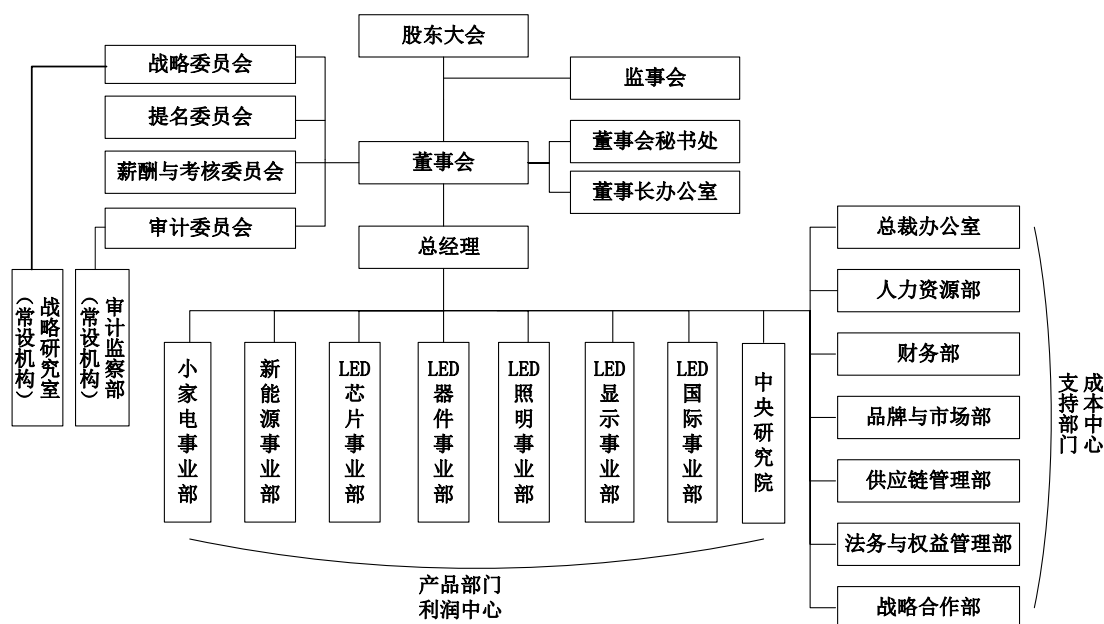 股东大会
战略委员会
监事会
提名委员会
董事会秘书处
董事会
薪酬与考核委员会
董事长办公室
审计委员会
总经理
总裁办公室
人力资源部
财务部
品牌与市场部
供应链管理部
法务与权益管理部
战略合作部
战略研究室
(常设机构)
审计监察部
(常设机构)
小家电事业部
新能源事业部
LED芯片事业部
LED器件事业部
LED照明事业部
LED显示事业部
LED国际事业部
中央研究院
成本中心
支持部门
产品部门
利润中心